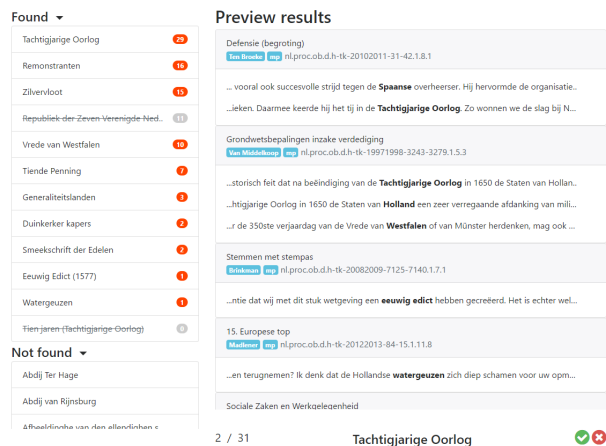 Found
Tachtigjarige Oorlog 29
Remonstranten 16
Zilvervloot 15
Republiek der Zeven Verenigde Ned.. 11
Vrede van Westfalen 10
Tiende Penning 7
Generaliteitslanden 3
Duinkerker kapers 2
Smeekschrift der Edelen 2
Eeuwig Edict (1577) 1
Watergeuzen 1
Tien jaren (Tachtigjarige Oorlog) 0
Not found
Abdij Ter Hage
Abdij van Rijnsburg
Afbeeldinghe van den ellendighen s
Preview results
Defensie (begroting)
Ten Broeke mp nl.proc.ob.d.h-tk-20102011-31-42.1.8.1
... vooral ook succesvolle strijd tegen de Spaanse overheerser. Hij hervormde de organisatie..
...ieken. Daarmee keerde hij het tij in de Tachtigjarige Oorlog. Zo wonnen we de slag bij N...
Grondwetsbepalingen inzake verdediging
Van Middelkoop mp nl.proc.ob.d.h-tk-19971998-3243-3279.1.5.3
...storisch feit dat na beëindiging van de Tachtigjarige Oorlog in 1650 de Staten van Hollan..
...htigjarige Oorlog in 1650 de Staten van Holland een zeer verregaande afdanking van mili...
...r de 350ste verjaardag van de Vrede van Westfalen of van Münster herdenken, mag ook ...
Stemmen met stempas
Brinkman mp nl.proc.ob.d.h-tk-20082009-7125-7140.1.7.1
...ntie dat wij met dit stuk wetgeving een eeuwig edict hebben gecreëerd. Het is echter wel...
15. Europese top
Madlener mp nl.proc.ob.d.h-tk-20122013-84-15.1.11.8
...en terugnemen? Ik denk dat de Hollandse watergeuzen zich diep schamen voor uw opm...
Sociale Zaken en Werkgelegenheid
2 / 31 Tachtigjarige Oorlog